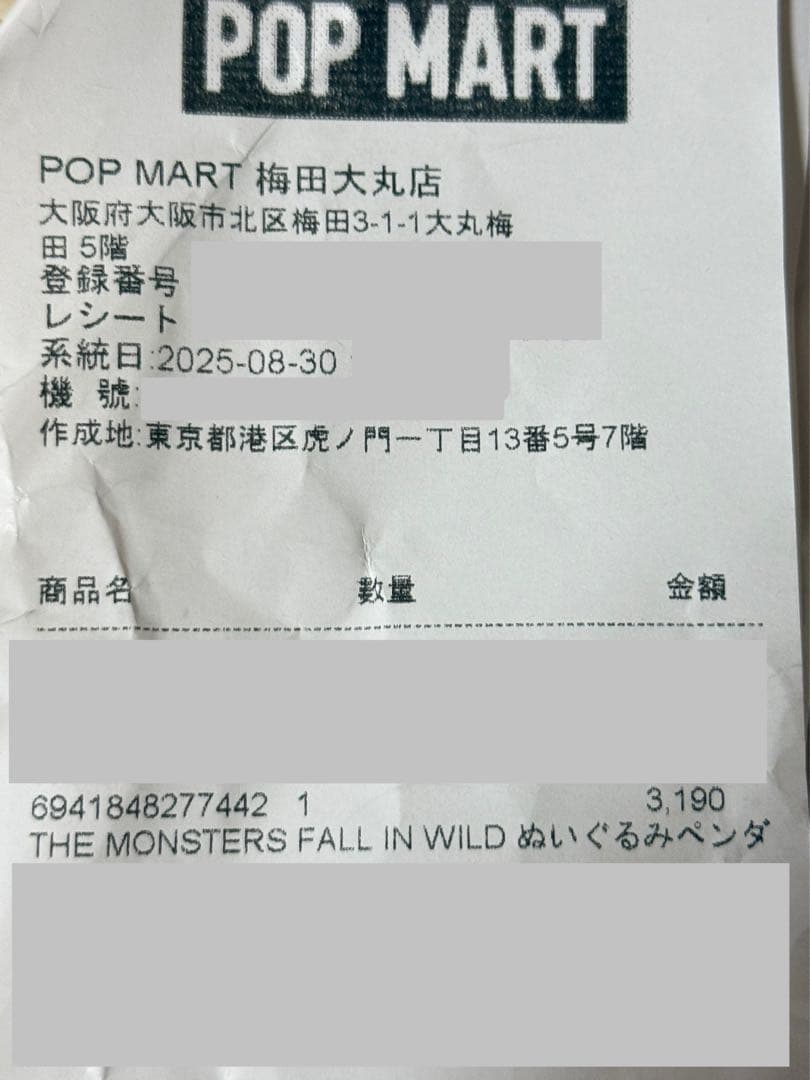 POP MART
POP MART 梅田大丸店
大阪府大阪市北区梅田3-1-1大丸梅
田 5階
登録番号
レシート
系統日:2025-08-30
機 號:
作成地:東京都港区虎ノ門一丁目13番5号7階
商品名 数量 金額
6941848277442 1 3,190
THE MONSTERS FALL IN WILD ぬいぐるみペンダ